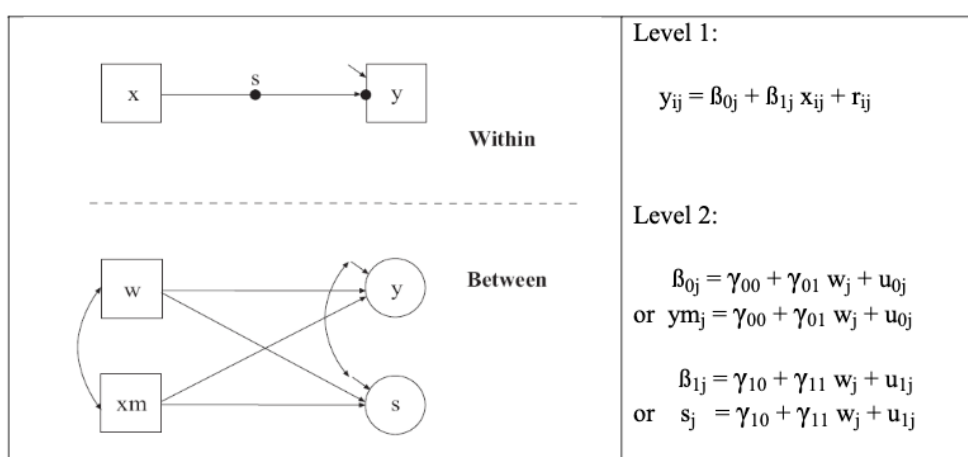 x
s
y
Within
w
y
Between
xm
s
Level 1:
yᵢⱼ = ß₀ⱼ + ß₁ⱼ xᵢⱼ + rᵢⱼ
Level 2:
ß₀ⱼ = γ₀₀ + γ₀₁ wⱼ + u₀ⱼ
or ymⱼ = γ₀₀ + γ₀₁ wⱼ + u₀ⱼ
ß₁ⱼ = γ₁₀ + γ₁₁ wⱼ + u₁ⱼ
or sⱼ = γ₁₀ + γ₁₁ wⱼ + u₁ⱼ